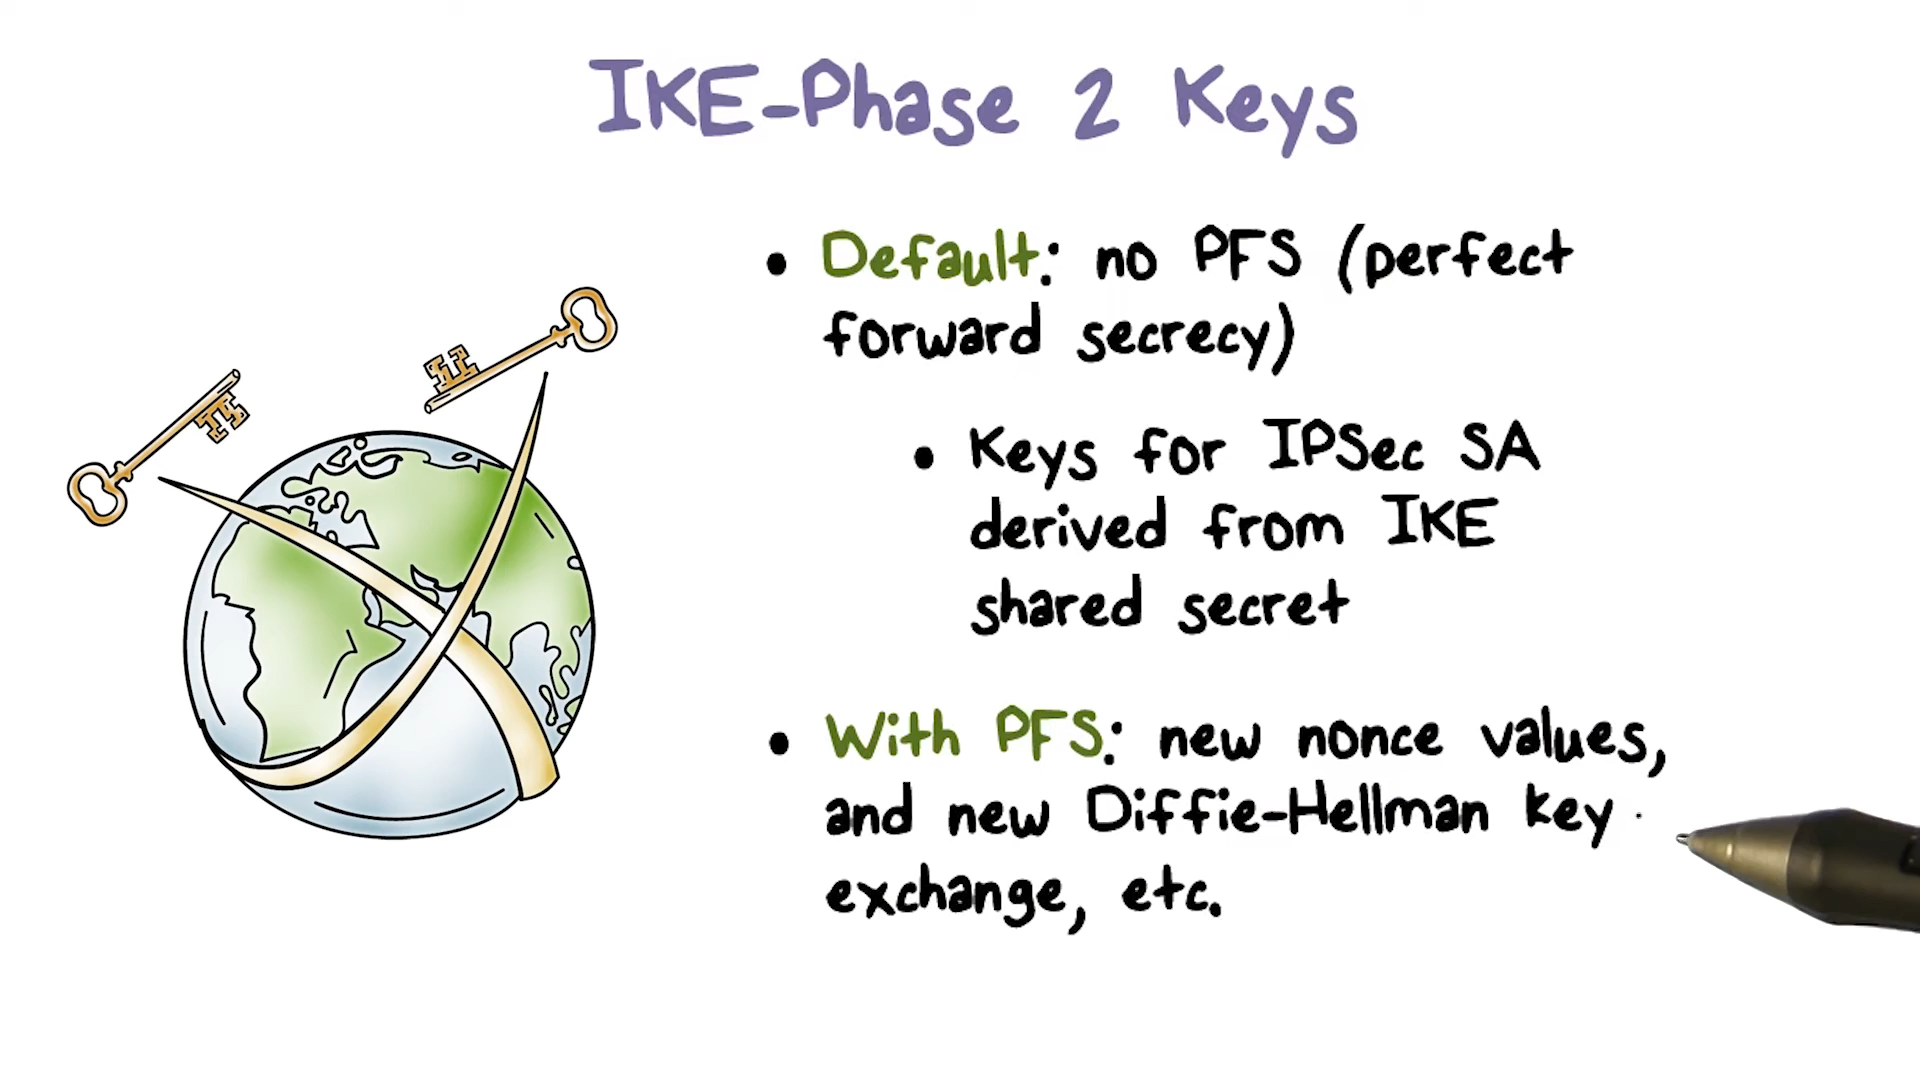 IKE-Phase 2 Keys
• Default: no PFS (perfect
forward secrecy)
• Keys for IPSec SA
derived from IKE
shared secret
• With PFS: new nonce values,
and new Diffie-Hellman key
exchange, etc.